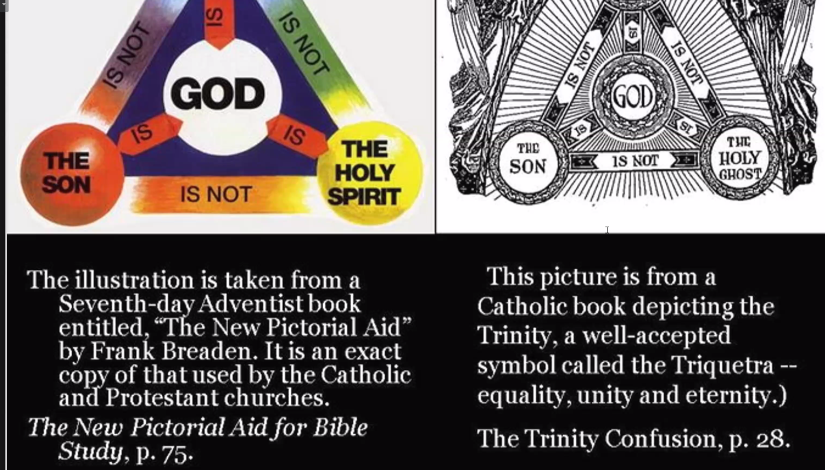 IS
IS NOT
IS NOT
GOD
IS
IS
THE
SON
THE
HOLY
SPIRIT
IS NOT
IS
IS NOT
IS NOT
GOD
IS
IS
THE
SON
IS NOT
THE
HOLY
GHOST
The illustration is taken from a
Seventh-day Adventist book
entitled, “The New Pictorial Aid”
by Frank Breaden. It is an exact
copy of that used by the Catholic
and Protestant churches.
The New Pictorial Aid for Bible
Study, p. 75.
This picture is from a
Catholic book depicting the
Trinity, a well-accepted
symbol called the Triquetra --
equality, unity and eternity.)
The Trinity Confusion, p. 28.